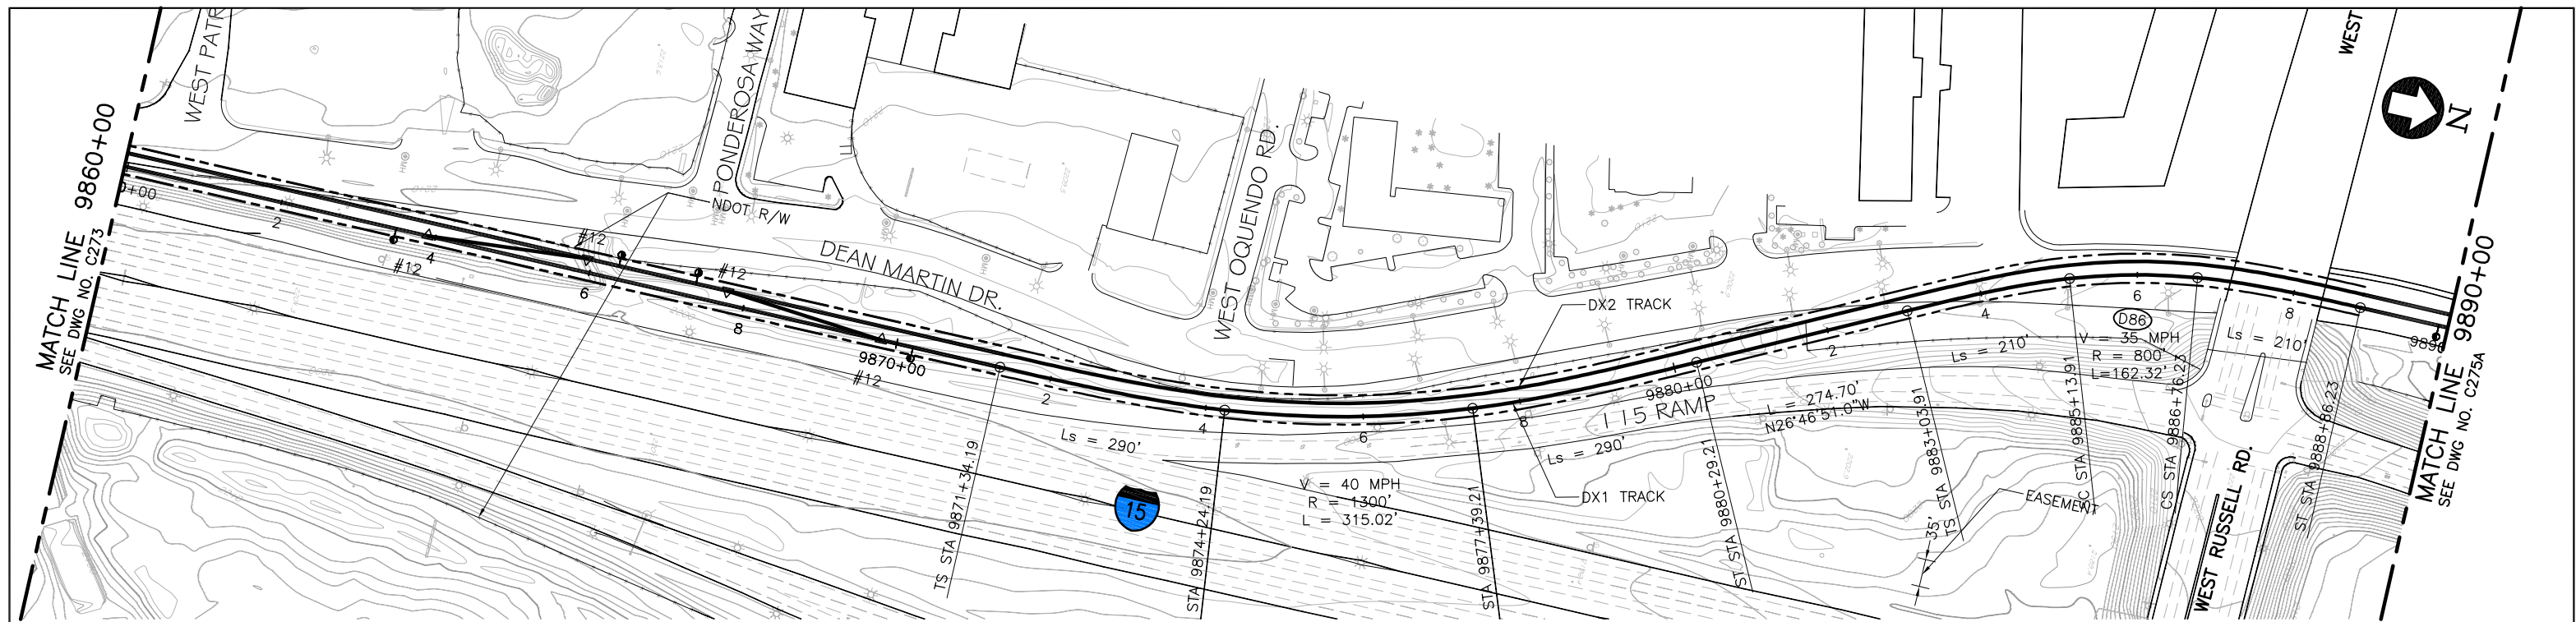 MATCH LINE 9860+00
SEE DWG NO. C273
0+00
WEST PATR
PONDEROSA WAY
NDOT R/W
DEAN MARTIN DR.
WEST OQUENDO RD.
2
4
#12
6
#12
8
#12
9870+00
#12
2
4
6
8
9880+00
2
4
6
8
989
Ls = 290'
TS STA 9871+34.19
STA 9874+24.19
15
V = 40 MPH
R = 1300'
L = 315.02'
STA 9877+39.21
DX2 TRACK
DX1 TRACK
Ls = 290'
I 15 RAMP
ST STA 9880+29.21
L = 274.70'
N26°46'51.0"W
TS STA 9883+03.91
35'
EASEMENT
Ls = 210'
D86
V = 35 MPH
R = 800'
L=162.32'
SC STA 9885+13.91
CS STA 9886+76.23
Ls = 210'
ST STA 9888+86.23
WEST RUSSELL RD.
WEST
N
MATCH LINE 9890+00
SEE DWG NO. C275A